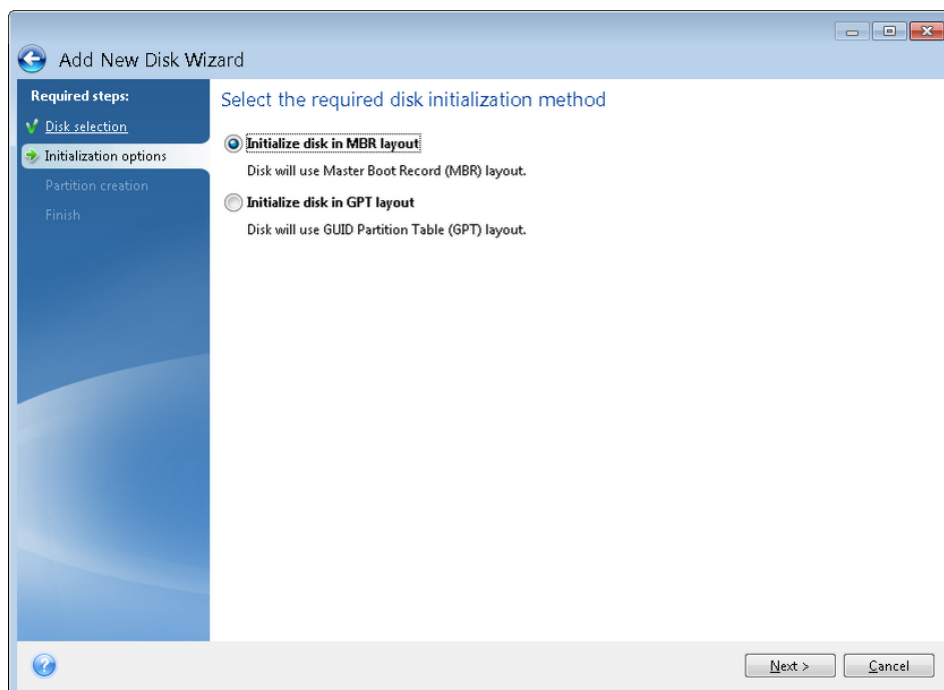 Add New Disk Wizard
Required steps:
Disk selection
Initialization options
Partition creation
Finish
Select the required disk initialization method
Initialize disk in MBR layout
Disk will use Master Boot Record (MBR) layout.
Initialize disk in GPT layout
Disk will use GUID Partition Table (GPT) layout.
?
Next >
Cancel